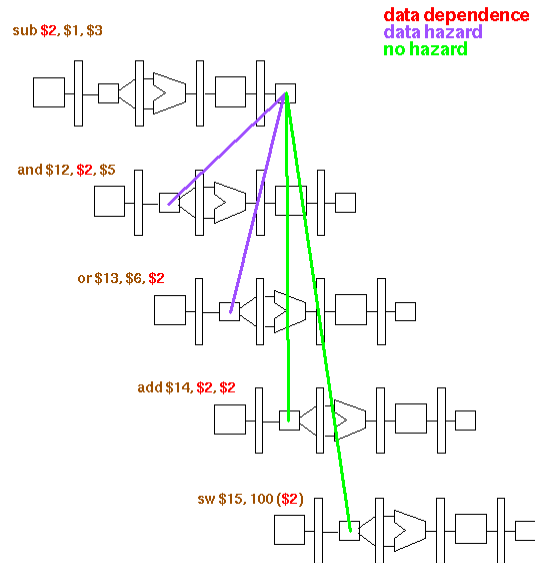 data dependence
data hazard
no hazard
sub $2, $1, $3
and $12, $2, $5
or $13, $6, $2
add $14, $2, $2
sw $15, 100 ($2)